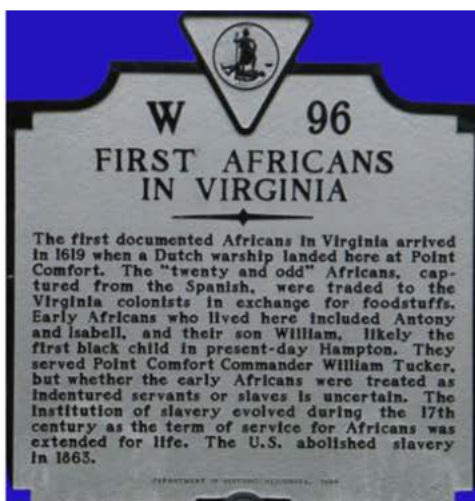 W 96
FIRST AFRICANS
IN VIRGINIA
The first documented Africans in Virginia arrived
in 1619 when a Dutch warship landed here at Point
Comfort. The "twenty and odd" Africans, cap-
tured from the Spanish, were traded to the
Virginia colonists in exchange for foodstuffs.
Early Africans who lived here included Antony
and Isabell, and their son William, likely the
first black child in present-day Hampton. They
served Point Comfort Commander William Tucker,
but whether the early Africans were treated as
indentured servants or slaves is uncertain. The
institution of slavery evolved during the 17th
century as the term of service for Africans was
extended for life. The U.S. abolished slavery
in 1865.
DEPARTMENT OF HISTORIC RESOURCES,